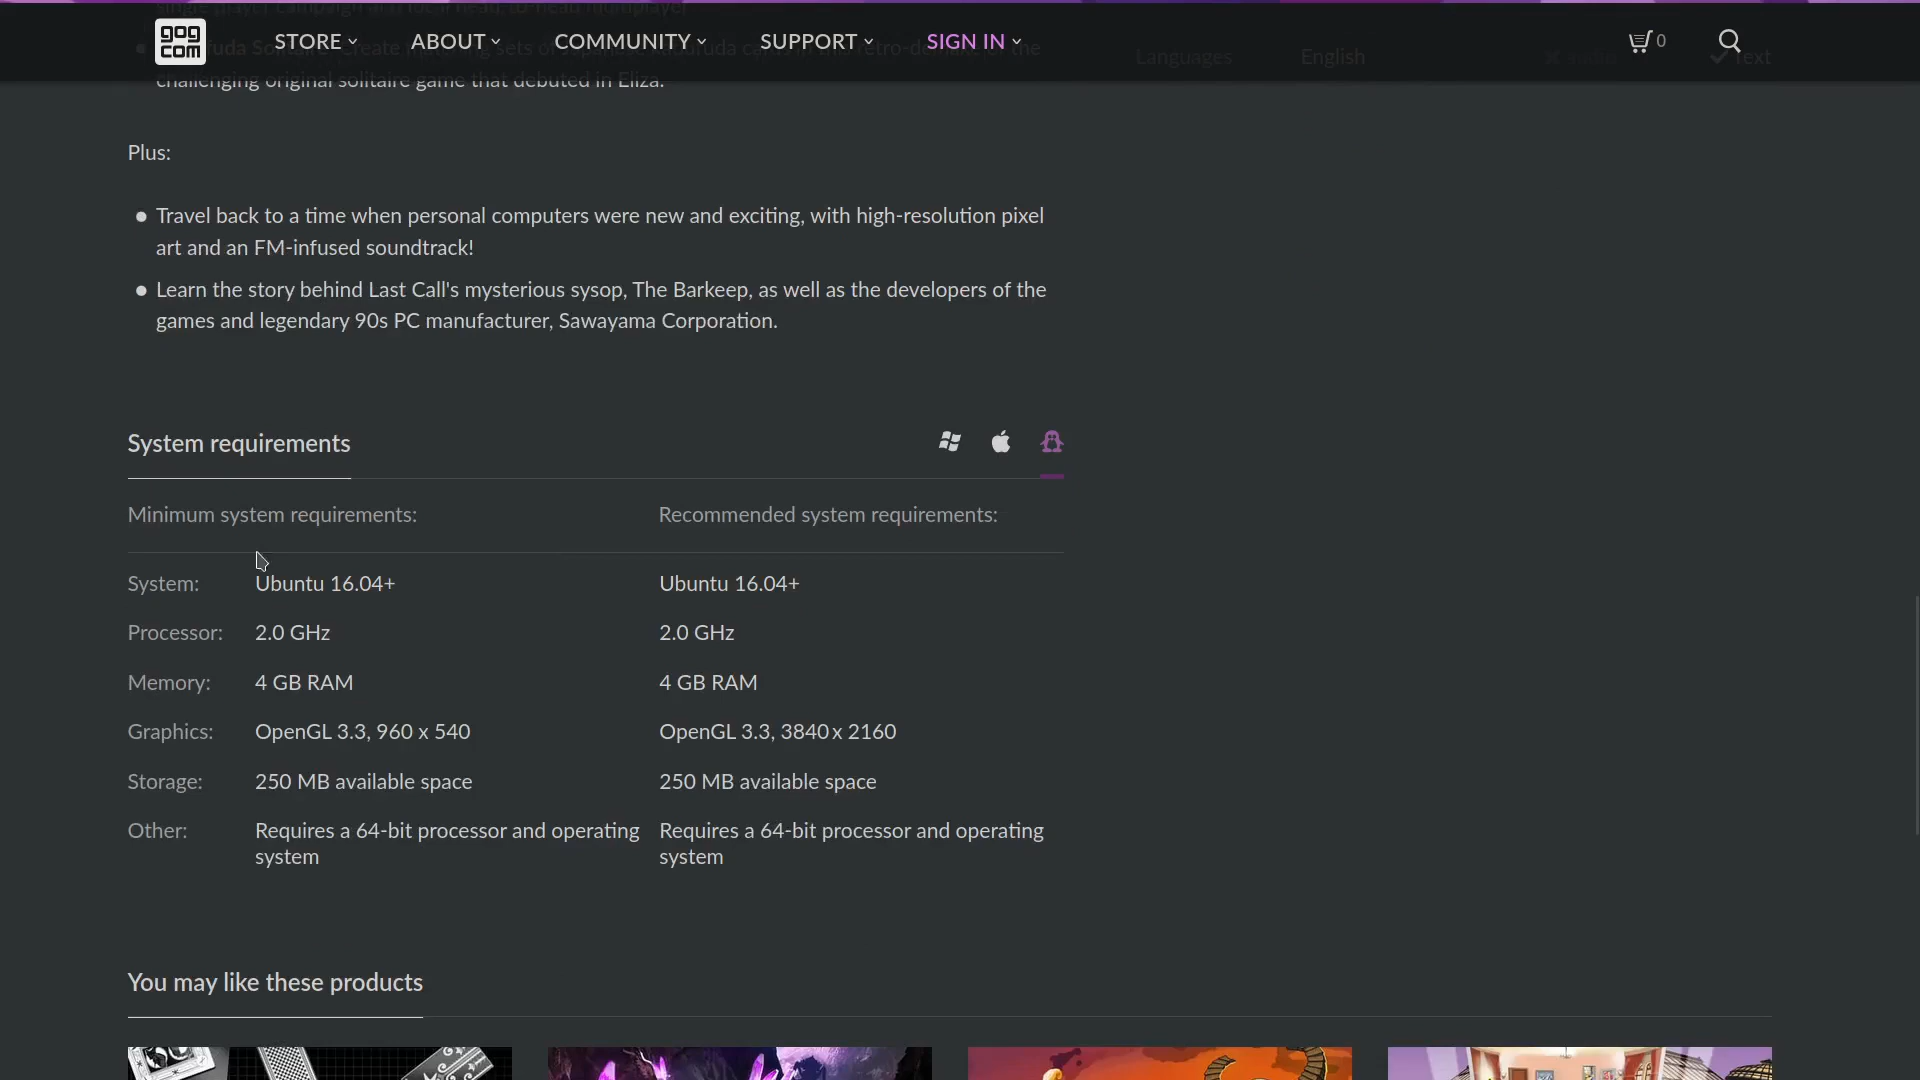 gog
com
STORE
ABOUT
COMMUNITY
SUPPORT
SIGN IN
0
Languages
English
Text
challenging original solitaire game that debuted in Eliza.
Plus:
Travel back to a time when personal computers were new and exciting, with high-resolution pixel
art and an FM-infused soundtrack!
Learn the story behind Last Call's mysterious sysop, The Barkeep, as well as the developers of the
games and legendary 90s PC manufacturer, Sawayama Corporation.
System requirements
Minimum system requirements:
Recommended system requirements:
System: Ubuntu 16.04+ Ubuntu 16.04+
Processor: 2.0 GHz 2.0 GHz
Memory: 4 GB RAM 4 GB RAM
Graphics: OpenGL 3.3, 960 x 540 OpenGL 3.3, 3840 x 2160
Storage: 250 MB available space 250 MB available space
Other: Requires a 64-bit processor and operating Requires a 64-bit processor and operating
system system
You may like these products